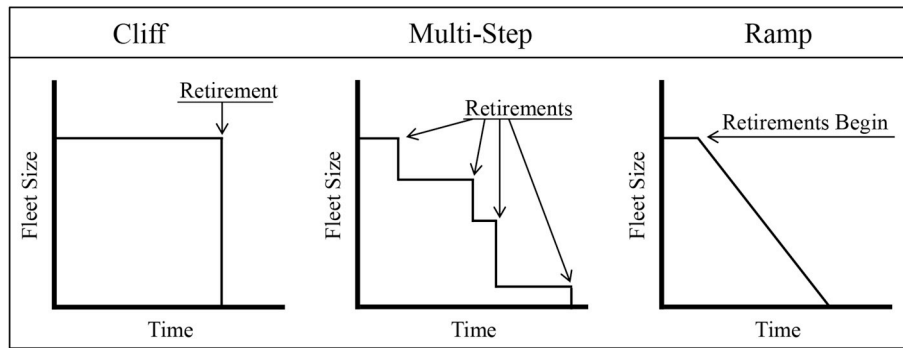 Cliff
Multi-Step
Ramp
Retirement
Fleet Size
Time
Retirements
Fleet Size
Time
Retirements Begin
Fleet Size
Time